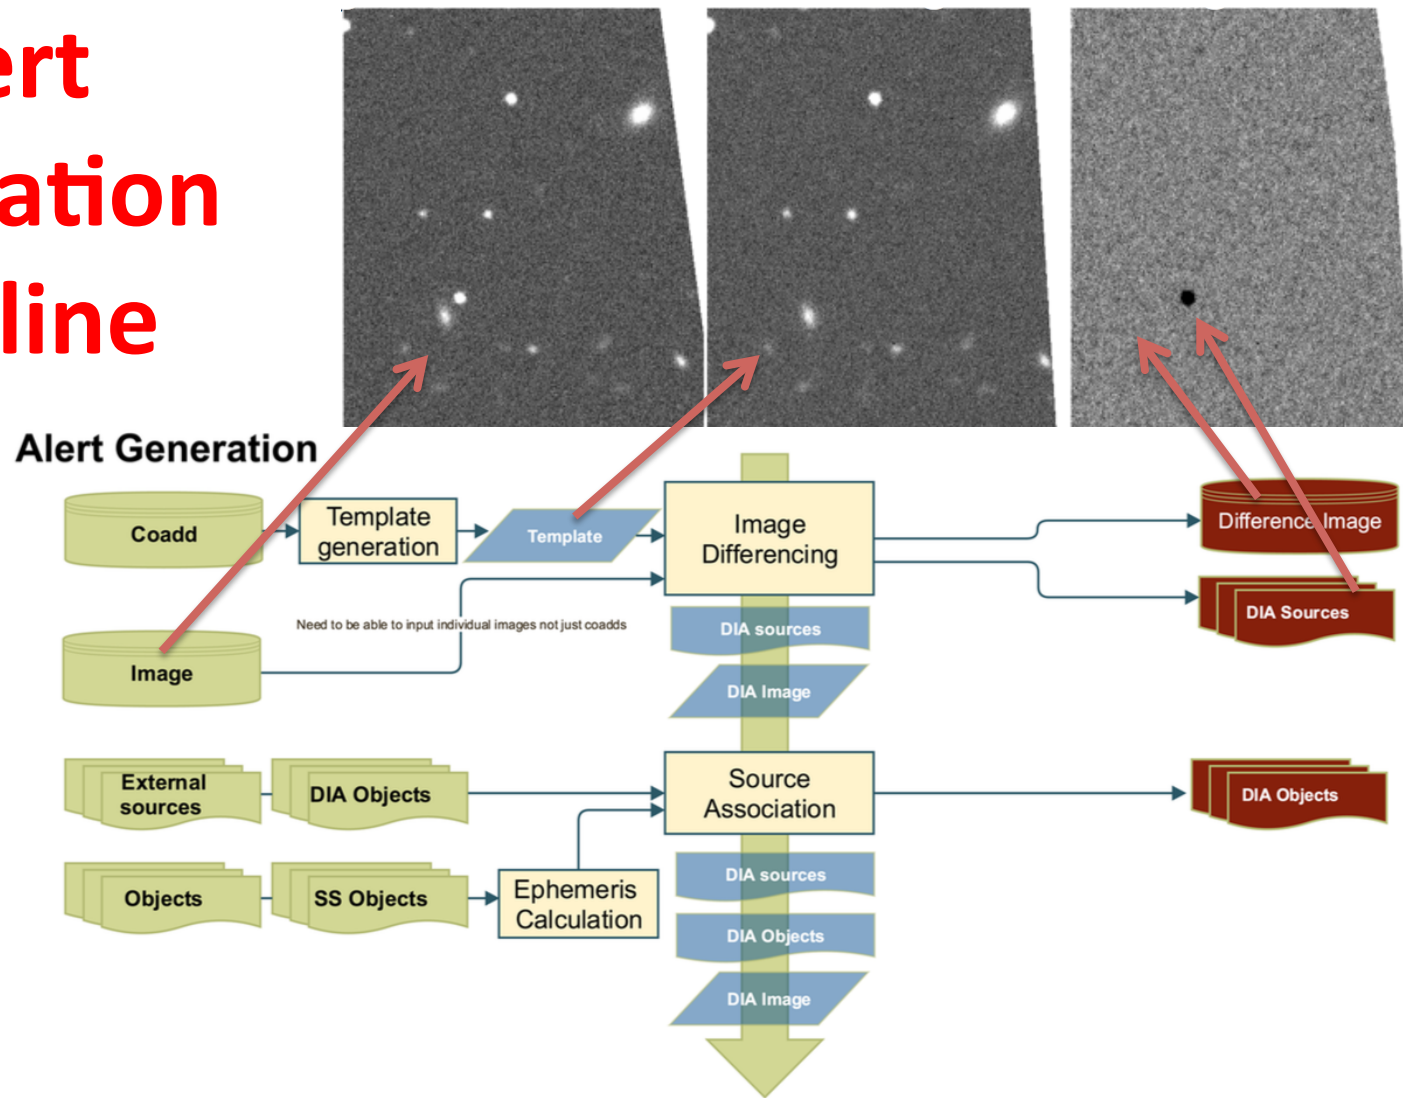 ert
ation
line
Alert Generation
Coadd
Template
generation
Template
Image
Differencing
Difference Image
DIA Sources
Need to be able to input individual images not just coadds
DIA sources
Image
DIA Image
External
sources
DIA Objects
Source
Association
DIA Objects
Objects
SS Objects
Ephemeris
Calculation
DIA sources
DIA Objects
DIA Image